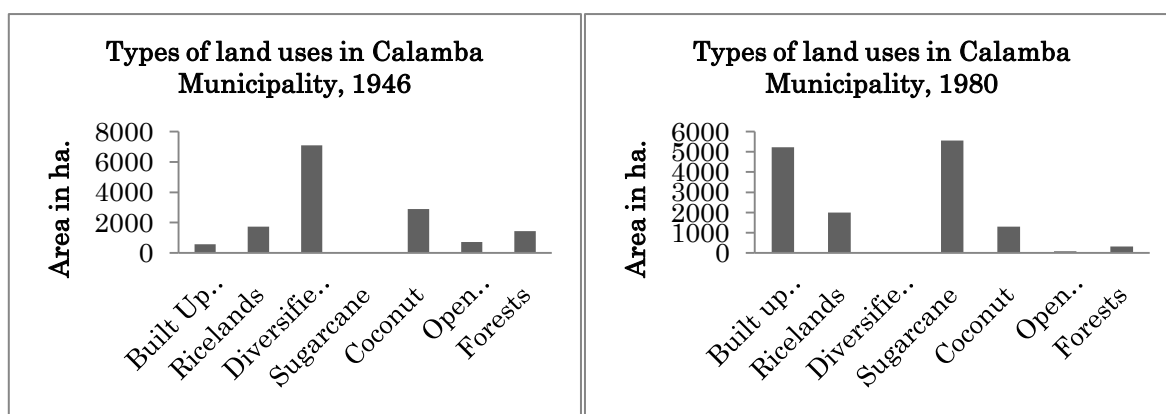 Types of land uses in Calamba
Municipality, 1946
Area in ha.
8000
6000
4000
2000
0
Built Up..
Ricelands
Diversifie..
Sugarcane
Coconut
Open..
Forests
Types of land uses in Calamba
Municipality, 1980
Area in ha.
6000
5000
4000
3000
2000
1000
0
Built up..
Ricelands
Diversifie..
Sugarcane
Coconut
Open..
Forests